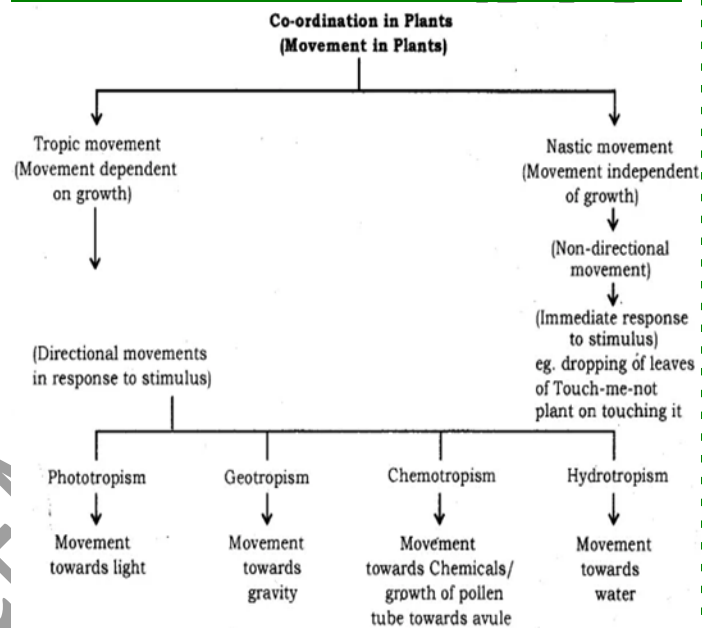 Co-ordination in Plants
(Movement in Plants)
Tropic movement
(Movement dependent
on growth)
Nastic movement
(Movement independent
of growth)
(Non-directional
movement)
(Immediate response
to stimulus)
eg. dropping of leaves
of Touch-me-not
plant on touching it
(Directional movements
in response to stimulus)
Phototropism
Geotropism
Chemotropism
Hydrotropism
Movement
towards light
Movement
towards
gravity
Movement
towards Chemicals/
growth of pollen
tube towards avule
Movement
towards
water